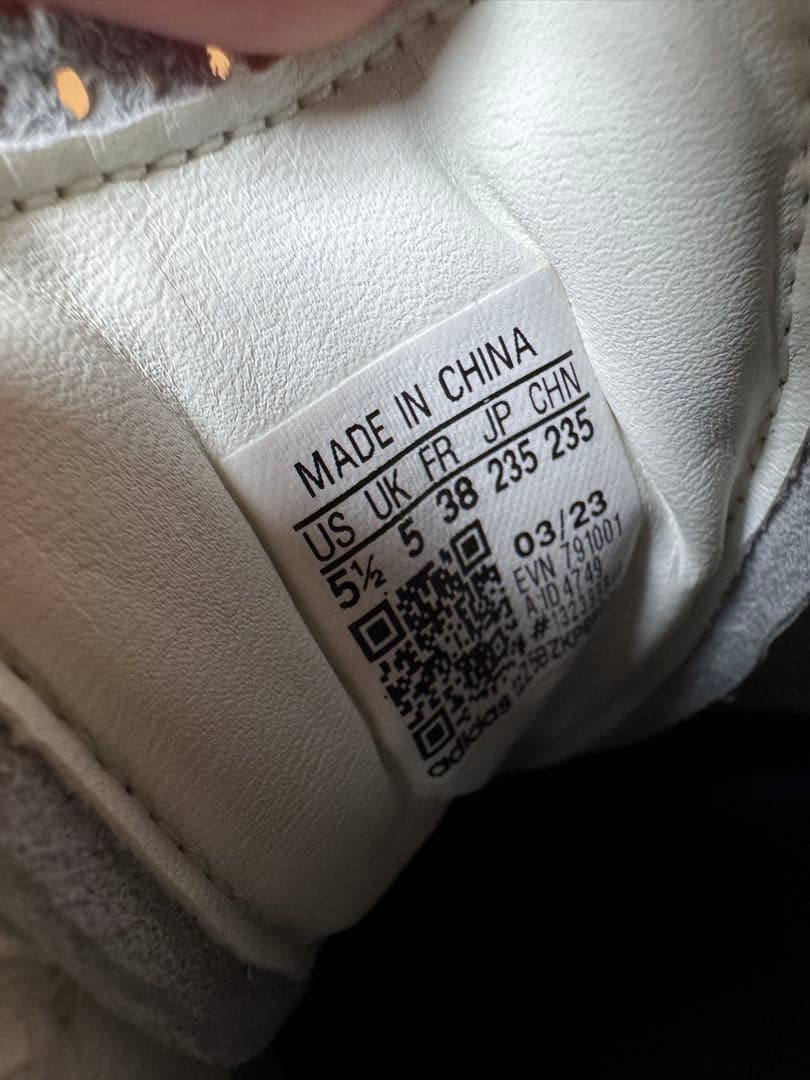 MADE IN CHINA
US UK FR JP CHN
5½ 5 38 235 235
03/23
EVN 791001
A.ID4749
adidas